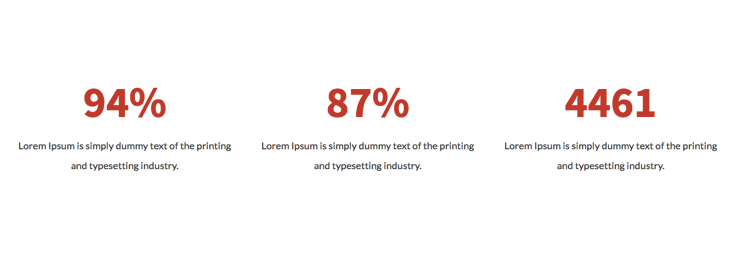 94%
Lorem Ipsum is simply dummy text of the printing
and typesetting industry.
87%
Lorem Ipsum is simply dummy text of the printing
and typesetting industry.
4461
Lorem Ipsum is simply dummy text of the printing
and typesetting industry.